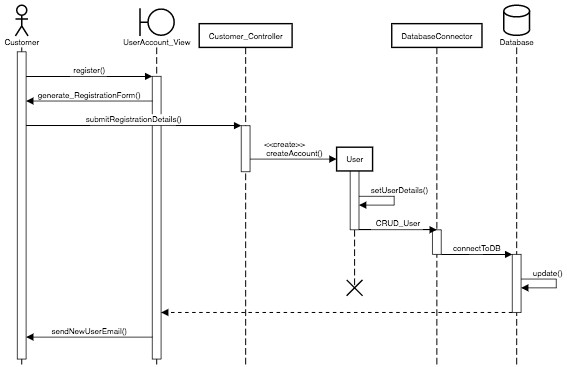 Customer
UserAccount_View
Customer_Controller
DatabaseConnector
Database
register()
generate_RegistrationForm()
submitRegistrationDetails()
<<create>>
createAccount()
User
setUserDetails()
CRUD_User
connectToDB
update()
sendNewUserEmail()